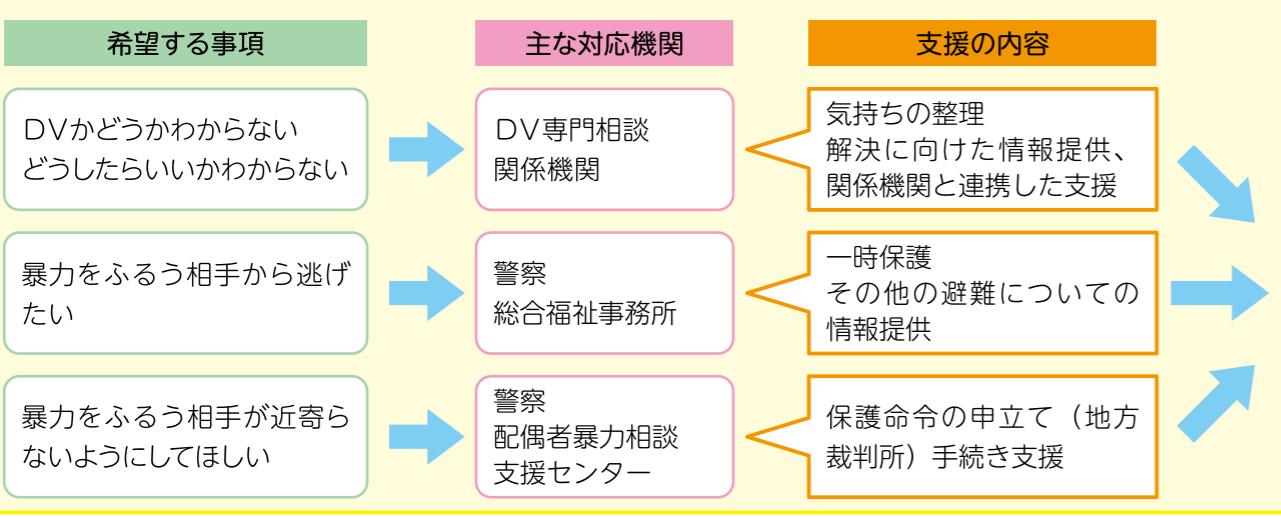 希望する事項
主な対応機関
支援の内容
DVかどうかわからない
どうしたらいいかわからない
DV専門相談
関係機関
気持ちの整理
解決に向けた情報提供、
関係機関と連携した支援
暴力をふるう相手から逃げ
たい
警察
総合福祉事務所
一時保護
その他の避難についての
情報提供
暴力をふるう相手が近寄ら
ないようにしてほしい
警察
配偶者暴力相談
支援センター
保護命令の申立て（地方
裁判所）手続き支援